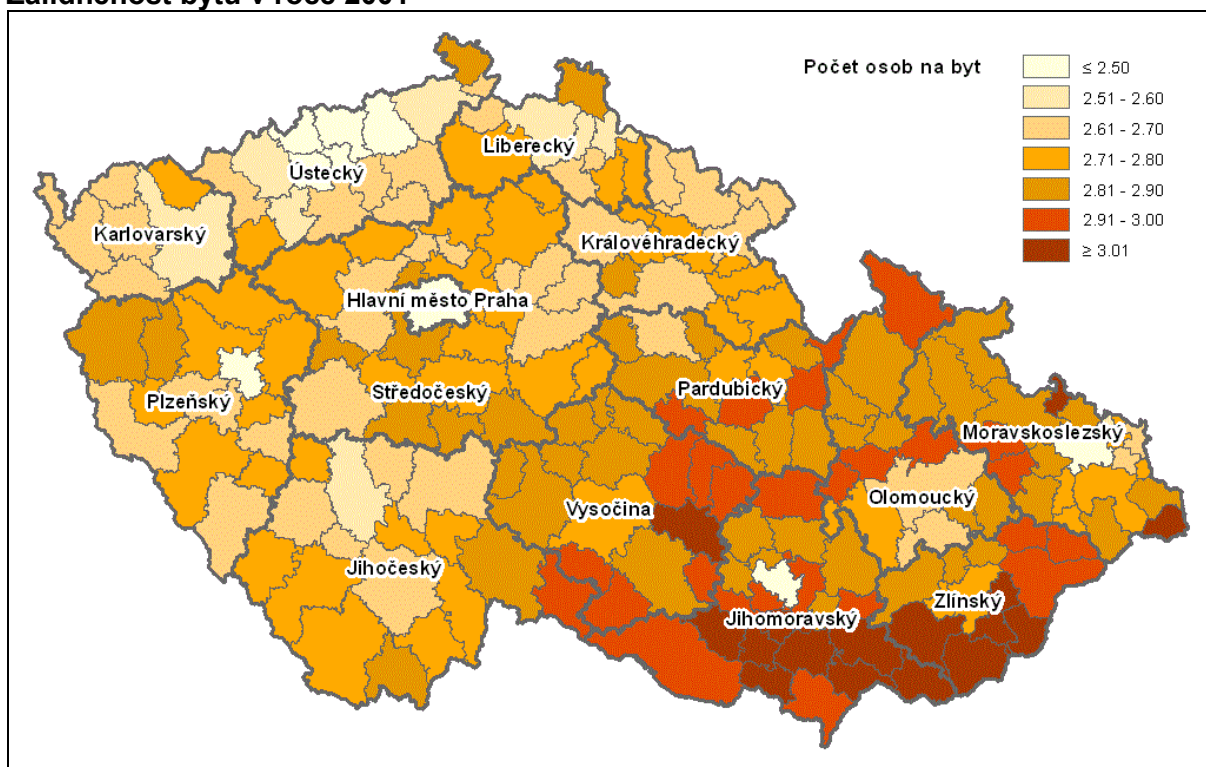 Počet osob na byt
≤ 2.50
2.51 - 2.60
2.61 - 2.70
2.71 - 2.80
2.81 - 2.90
2.91 - 3.00
≥ 3.01
Liberecký
Ústecký
Karlovarský
Královéhradecký
Hlavní město Praha
Plzeňský
Středočeský
Pardubický
Moravskoslezský
Olomoucký
Vysočina
Jihočeský
Zlínský
Jihomoravský